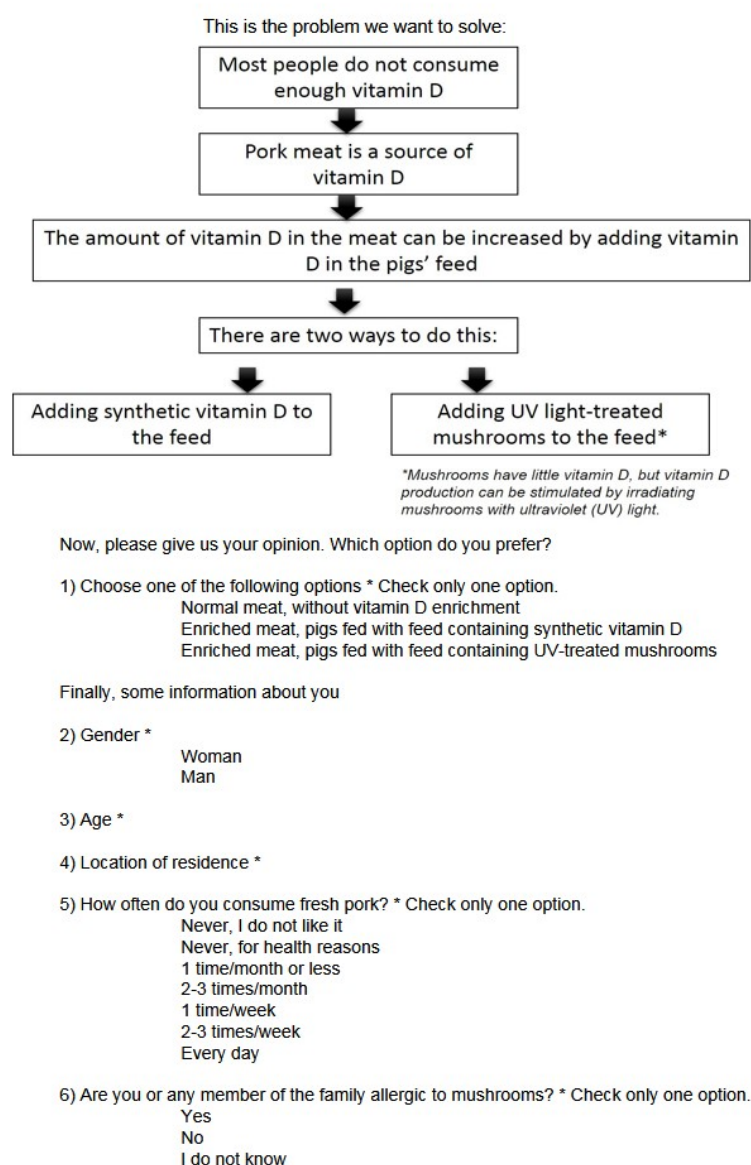 This is the problem we want to solve:
Most people do not consume
enough vitamin D
Pork meat is a source of
vitamin D
The amount of vitamin D in the meat can be increased by adding vitamin
D in the pigs' feed
There are two ways to do this:
Adding synthetic vitamin D to
the feed
Adding UV light-treated
mushrooms to the feed*
*Mushrooms have little vitamin D, but vitamin D
production can be stimulated by irradiating
mushrooms with ultraviolet (UV) light.
Now, please give us your opinion. Which option do you prefer?
1) Choose one of the following options * Check only one option.
Normal meat, without vitamin D enrichment
Enriched meat, pigs fed with feed containing synthetic vitamin D
Enriched meat, pigs fed with feed containing UV-treated mushrooms
Finally, some information about you
2) Gender *
Woman
Man
3) Age *
4) Location of residence *
5) How often do you consume fresh pork? * Check only one option.
Never, I do not like it
Never, for health reasons
1 time/month or less
2-3 times/month
1 time/week
2-3 times/week
Every day
6) Are you or any member of the family allergic to mushrooms? * Check only one option.
Yes
No
I do not know